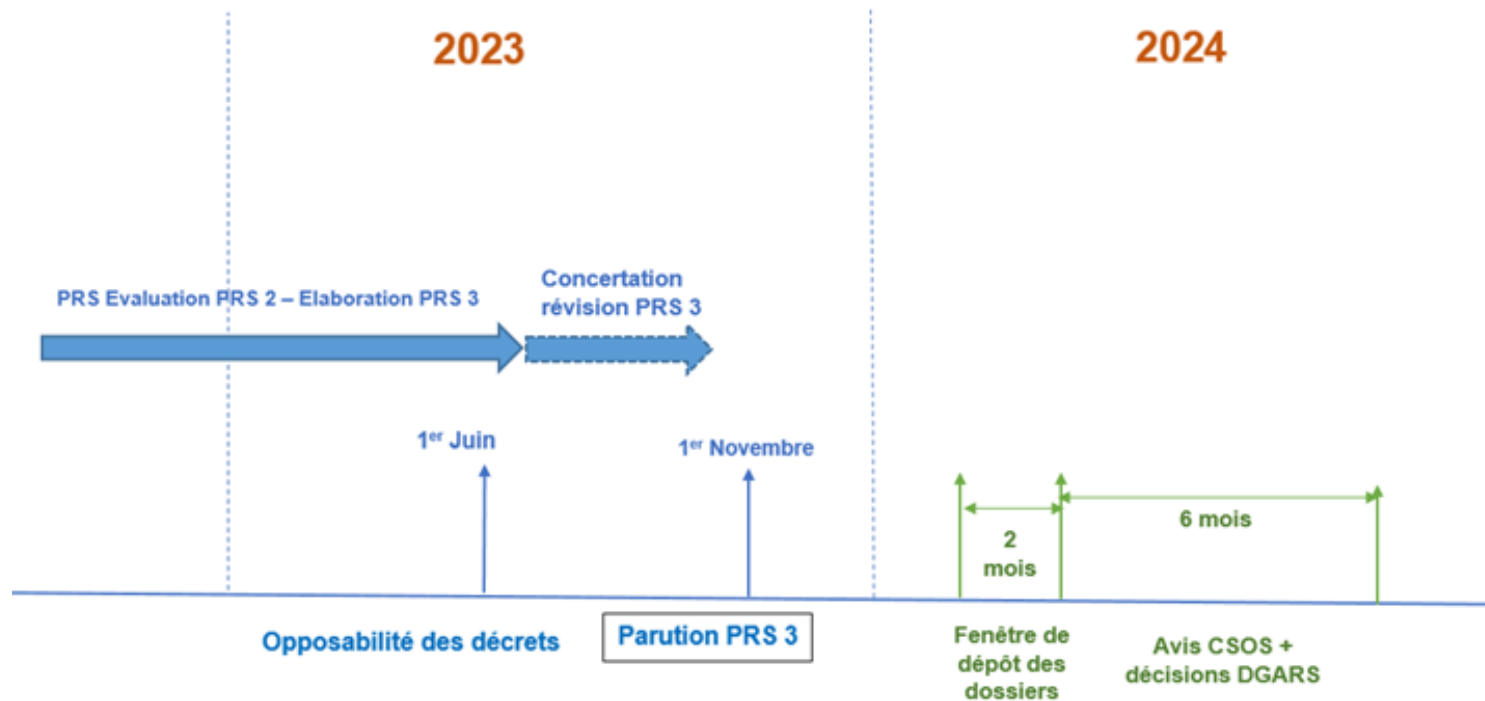 2023
2024
PRS Evaluation PRS 2 – Elaboration PRS 3
Concertation
révision PRS 3
1er Juin
1er Novembre
2
mois
6 mois
Opposabilité des décrets
Parution PRS 3
Fenêtre de
dépôt des
dossiers
Avis CSOS +
décisions DGARS